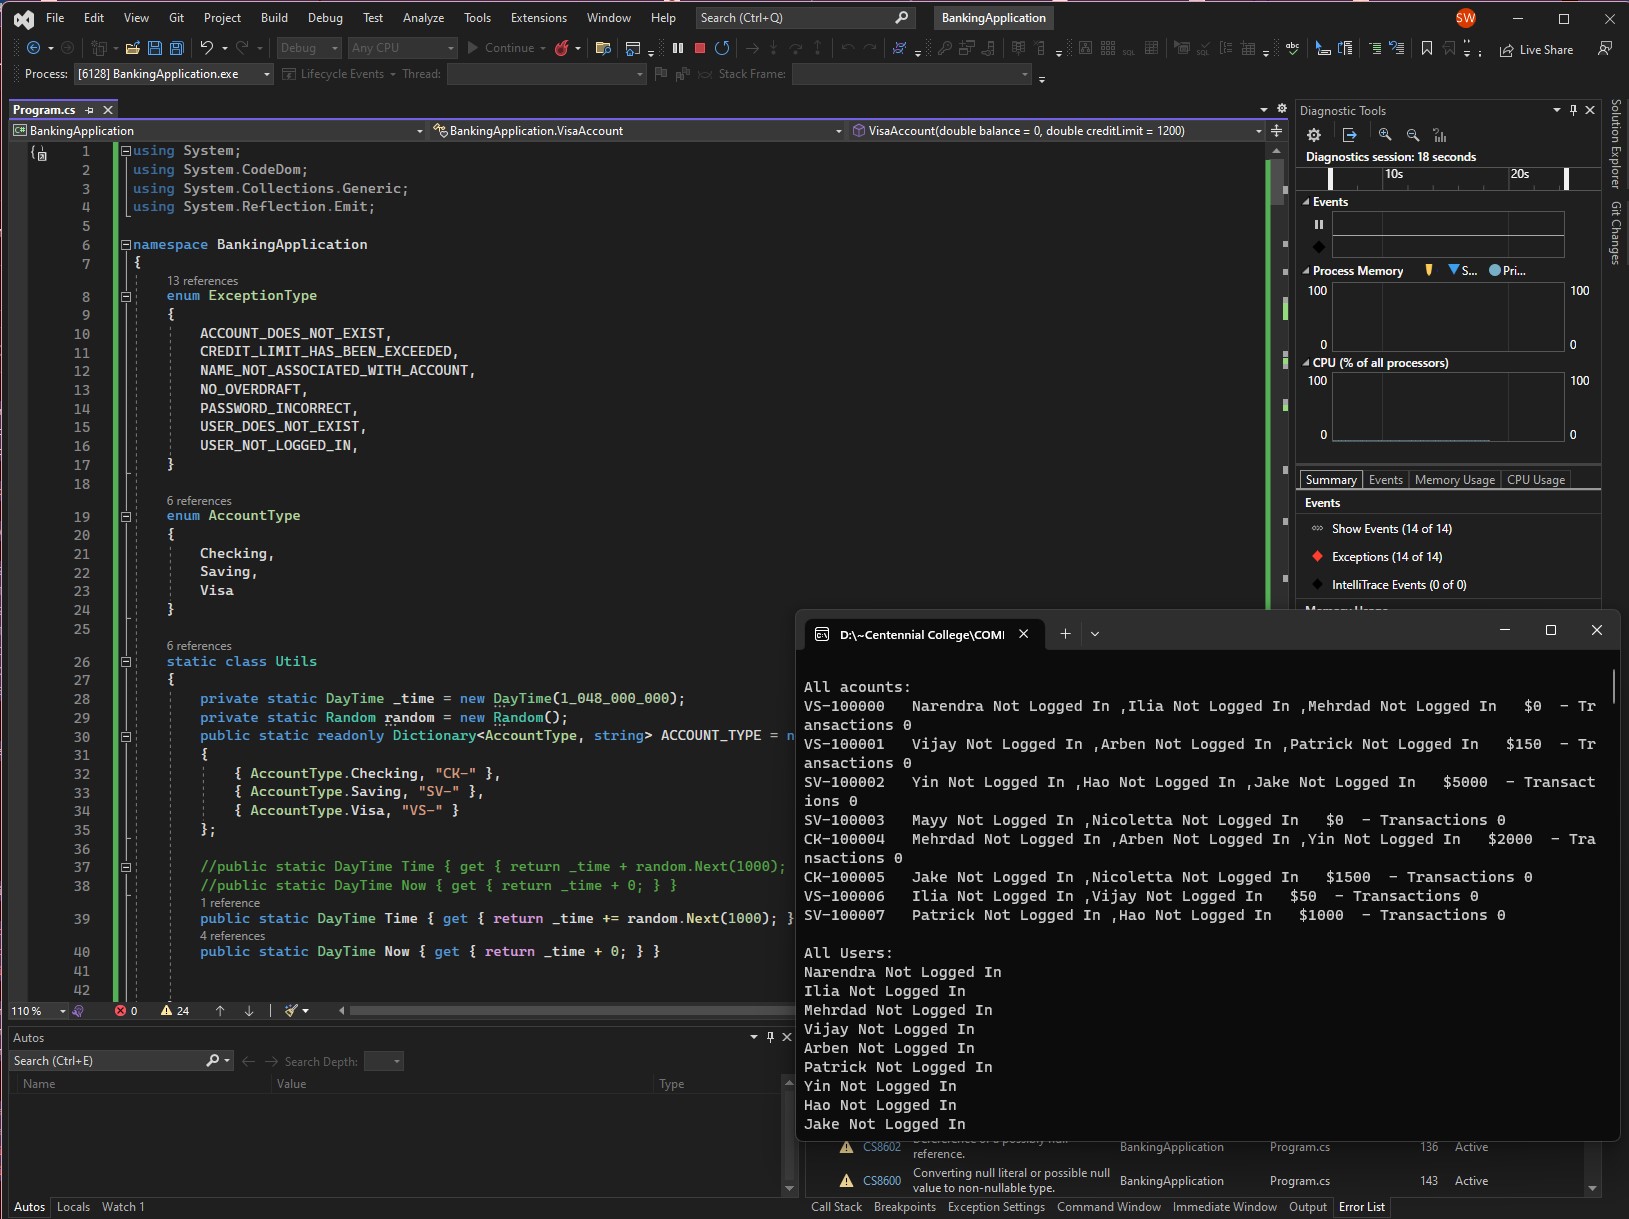 File Edit View Git Project Build Debug Test Analyze Tools Extensions Window Help Search (Ctrl+Q) BankingApplication SW
Debug Any CPU Continue Live Share
Process: [6128] BankingApplication.exe Lifecycle Events Thread: Stack Frame:
Program.cs
BankingApplication BankingApplication.VisaAccount VisaAccount(double balance = 0, double creditLimit = 1200)
1 using System;
2 using System.CodeDom;
3 using System.Collections.Generic;
4 using System.Reflection.Emit;
5
6 namespace BankingApplication
7 {
13 references
8 enum ExceptionType
9 {
10 ACCOUNT_DOES_NOT_EXIST,
11 CREDIT_LIMIT_HAS_BEEN_EXCEEDED,
12 NAME_NOT_ASSOCIATED_WITH_ACCOUNT,
13 NO_OVERDRAFT,
14 PASSWORD_INCORRECT,
15 USER_DOES_NOT_EXIST,
16 USER_NOT_LOGGED_IN,
17 }
18
6 references
19 enum AccountType
20 {
21 Checking,
22 Saving,
23 Visa
24 }
25
6 references
26 static class Utils
27 {
28 private static DayTime _time = new DayTime(1_048_000_000);
29 private static Random random = new Random();
30 public static readonly Dictionary<AccountType, string> ACCOUNT_TYPE = n
31 {
32 { AccountType.Checking, "CK-" },
33 { AccountType.Saving, "SV-" },
34 { AccountType.Visa, "VS-" }
35 };
36
37 //public static DayTime Time { get { return _time + random.Next(1000);
38 //public static DayTime Now { get { return _time + 0; } }
1 reference
39 public static DayTime Time { get { return _time += random.Next(1000); }
4 references
40 public static DayTime Now { get { return _time + 0; } }
41
42
110 % 0 24
Autos
Search (Ctrl+E) Search Depth:
Name Value Type
Autos Locals Watch 1
Diagnostic Tools
Diagnostics session: 18 seconds
10s 20s
Events
Process Memory S... Pri...
100 100
0 0
CPU (% of all processors)
100 100
0 0
Summary Events Memory Usage CPU Usage
Events
Show Events (14 of 14)
Exceptions (14 of 14)
IntelliTrace Events (0 of 0)
Solution Explorer
Git Changes
D:\~Centennial College\COM
All acounts:
VS-100000 Narendra Not Logged In ,Ilia Not Logged In ,Mehrdad Not Logged In $0 - Tr
ansactions 0
VS-100001 Vijay Not Logged In ,Arben Not Logged In ,Patrick Not Logged In $150 - Tr
ansactions 0
SV-100002 Yin Not Logged In ,Hao Not Logged In ,Jake Not Logged In $5000 - Transact
ions 0
SV-100003 Mayy Not Logged In ,Nicoletta Not Logged In $0 - Transactions 0
CK-100004 Mehrdad Not Logged In ,Arben Not Logged In ,Yin Not Logged In $2000 - Tra
nsactions 0
CK-100005 Jake Not Logged In ,Nicoletta Not Logged In $1500 - Transactions 0
VS-100006 Ilia Not Logged In ,Vijay Not Logged In $50 - Transactions 0
SV-100007 Patrick Not Logged In ,Hao Not Logged In $1000 - Transactions 0
All Users:
Narendra Not Logged In
Ilia Not Logged In
Mehrdad Not Logged In
Vijay Not Logged In
Arben Not Logged In
Patrick Not Logged In
Yin Not Logged In
Hao Not Logged In
Jake Not Logged In
CS8602 reference. BankingApplication Program.cs 136 Active
CS8600 Converting null literal or possible null BankingApplication Program.cs 143 Active
value to non-nullable type.
Call Stack Breakpoints Exception Settings Command Window Immediate Window Output Error List